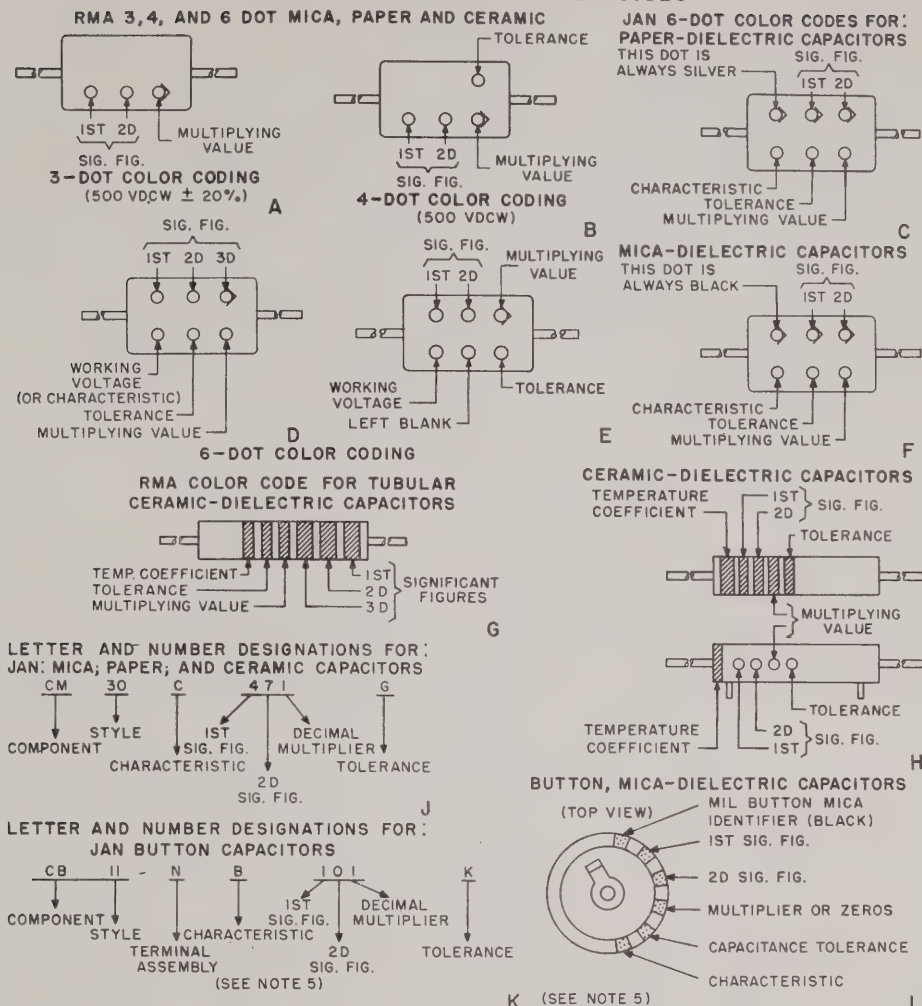 RMA 3,4, AND 6 DOT MICA, PAPER AND CERAMIC
TOLERANCE
1ST 2D
SIG. FIG.
MULTIPLYING
VALUE
3-DOT COLOR CODING
(500 VDCW ± 20%)
A
1ST 2D
SIG. FIG.
MULTIPLYING
VALUE
4-DOT COLOR CODING
(500 VDCW)
B
JAN 6-DOT COLOR CODES FOR:
PAPER-DIELECTRIC CAPACITORS
THIS DOT IS
ALWAYS SILVER
SIG. FIG.
1ST 2D
CHARACTERISTIC
TOLERANCE
MULTIPLYING VALUE
C
SIG. FIG.
1ST 2D 3D
WORKING
VOLTAGE
(OR CHARACTERISTIC)
TOLERANCE
MULTIPLYING VALUE
D
6-DOT COLOR CODING
SIG. FIG.
1ST 2D
MULTIPLYING
VALUE
WORKING
VOLTAGE
LEFT BLANK
TOLERANCE
E
MICA-DIELECTRIC CAPACITORS
THIS DOT IS
ALWAYS BLACK
SIG. FIG.
1ST 2D
CHARACTERISTIC
TOLERANCE
MULTIPLYING VALUE
F
RMA COLOR CODE FOR TUBULAR
CERAMIC-DIELECTRIC CAPACITORS
TEMP. COEFFICIENT
TOLERANCE
MULTIPLYING VALUE
1ST
2D
3D
SIGNIFICANT
FIGURES
G
CERAMIC-DIELECTRIC CAPACITORS
TEMPERATURE
COEFFICIENT
1ST
2D
SIG. FIG.
TOLERANCE
MULTIPLYING
VALUE
TOLERANCE
TEMPERATURE
COEFFICIENT
2D
1ST
SIG. FIG.
H
LETTER AND NUMBER DESIGNATIONS FOR:
JAN: MICA; PAPER; AND CERAMIC CAPACITORS
CM 30 C 471 G
COMPONENT
STYLE
CHARACTERISTIC
1ST
SIG. FIG.
2D
SIG. FIG.
DECIMAL
MULTIPLIER
TOLERANCE
J
LETTER AND NUMBER DESIGNATIONS FOR:
JAN BUTTON CAPACITORS
CB 11 N B 101 K
COMPONENT
STYLE
TERMINAL
ASSEMBLY
CHARACTERISTIC
1ST
SIG. FIG.
2D
SIG. FIG.
DECIMAL
MULTIPLIER
TOLERANCE
(SEE NOTE 5)
K
BUTTON, MICA-DIELECTRIC CAPACITORS
(TOP VIEW)
MIL BUTTON MICA
IDENTIFIER (BLACK)
1ST SIG. FIG.
2D SIG. FIG.
MULTIPLIER OR ZEROS
CAPACITANCE TOLERANCE
CHARACTERISTIC
(SEE NOTE 5)